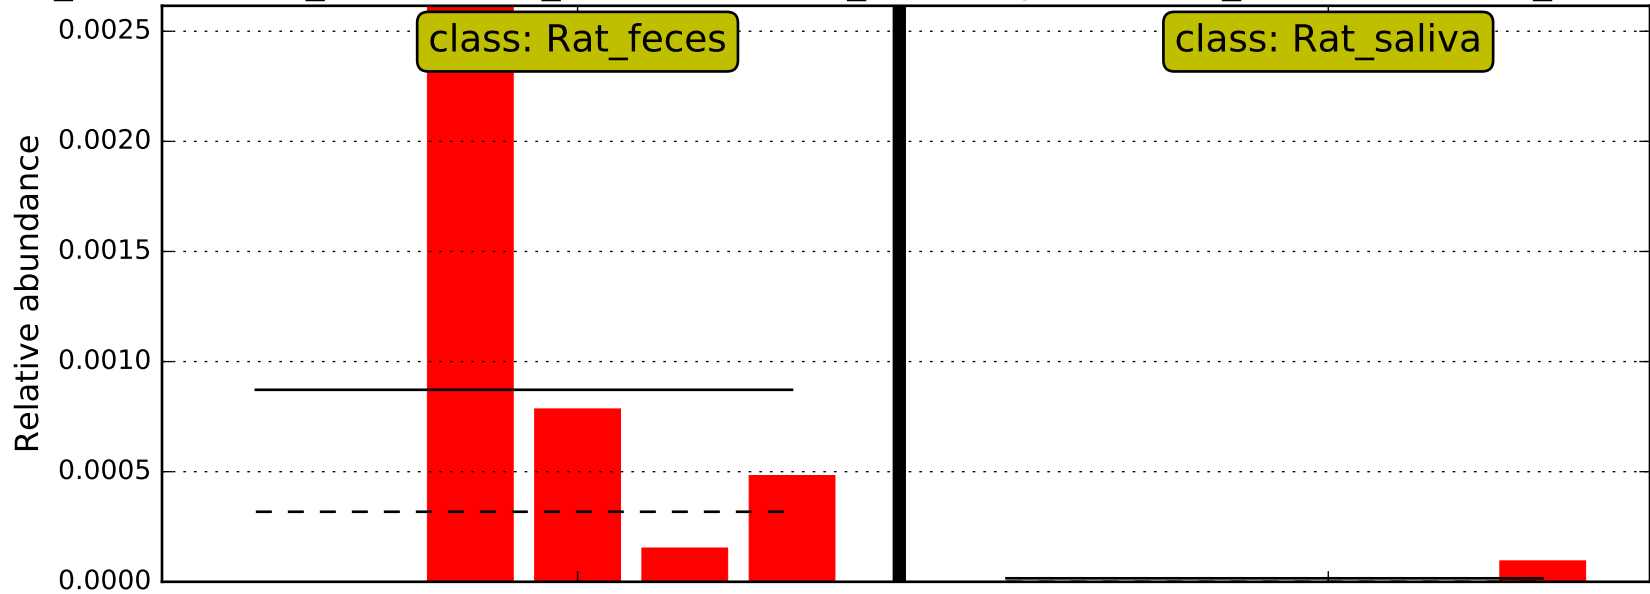 class: Rat_feces
class: Rat_saliva
Relative abundance
0.0025
0.0020
0.0015
0.0010
0.0005
0.0000